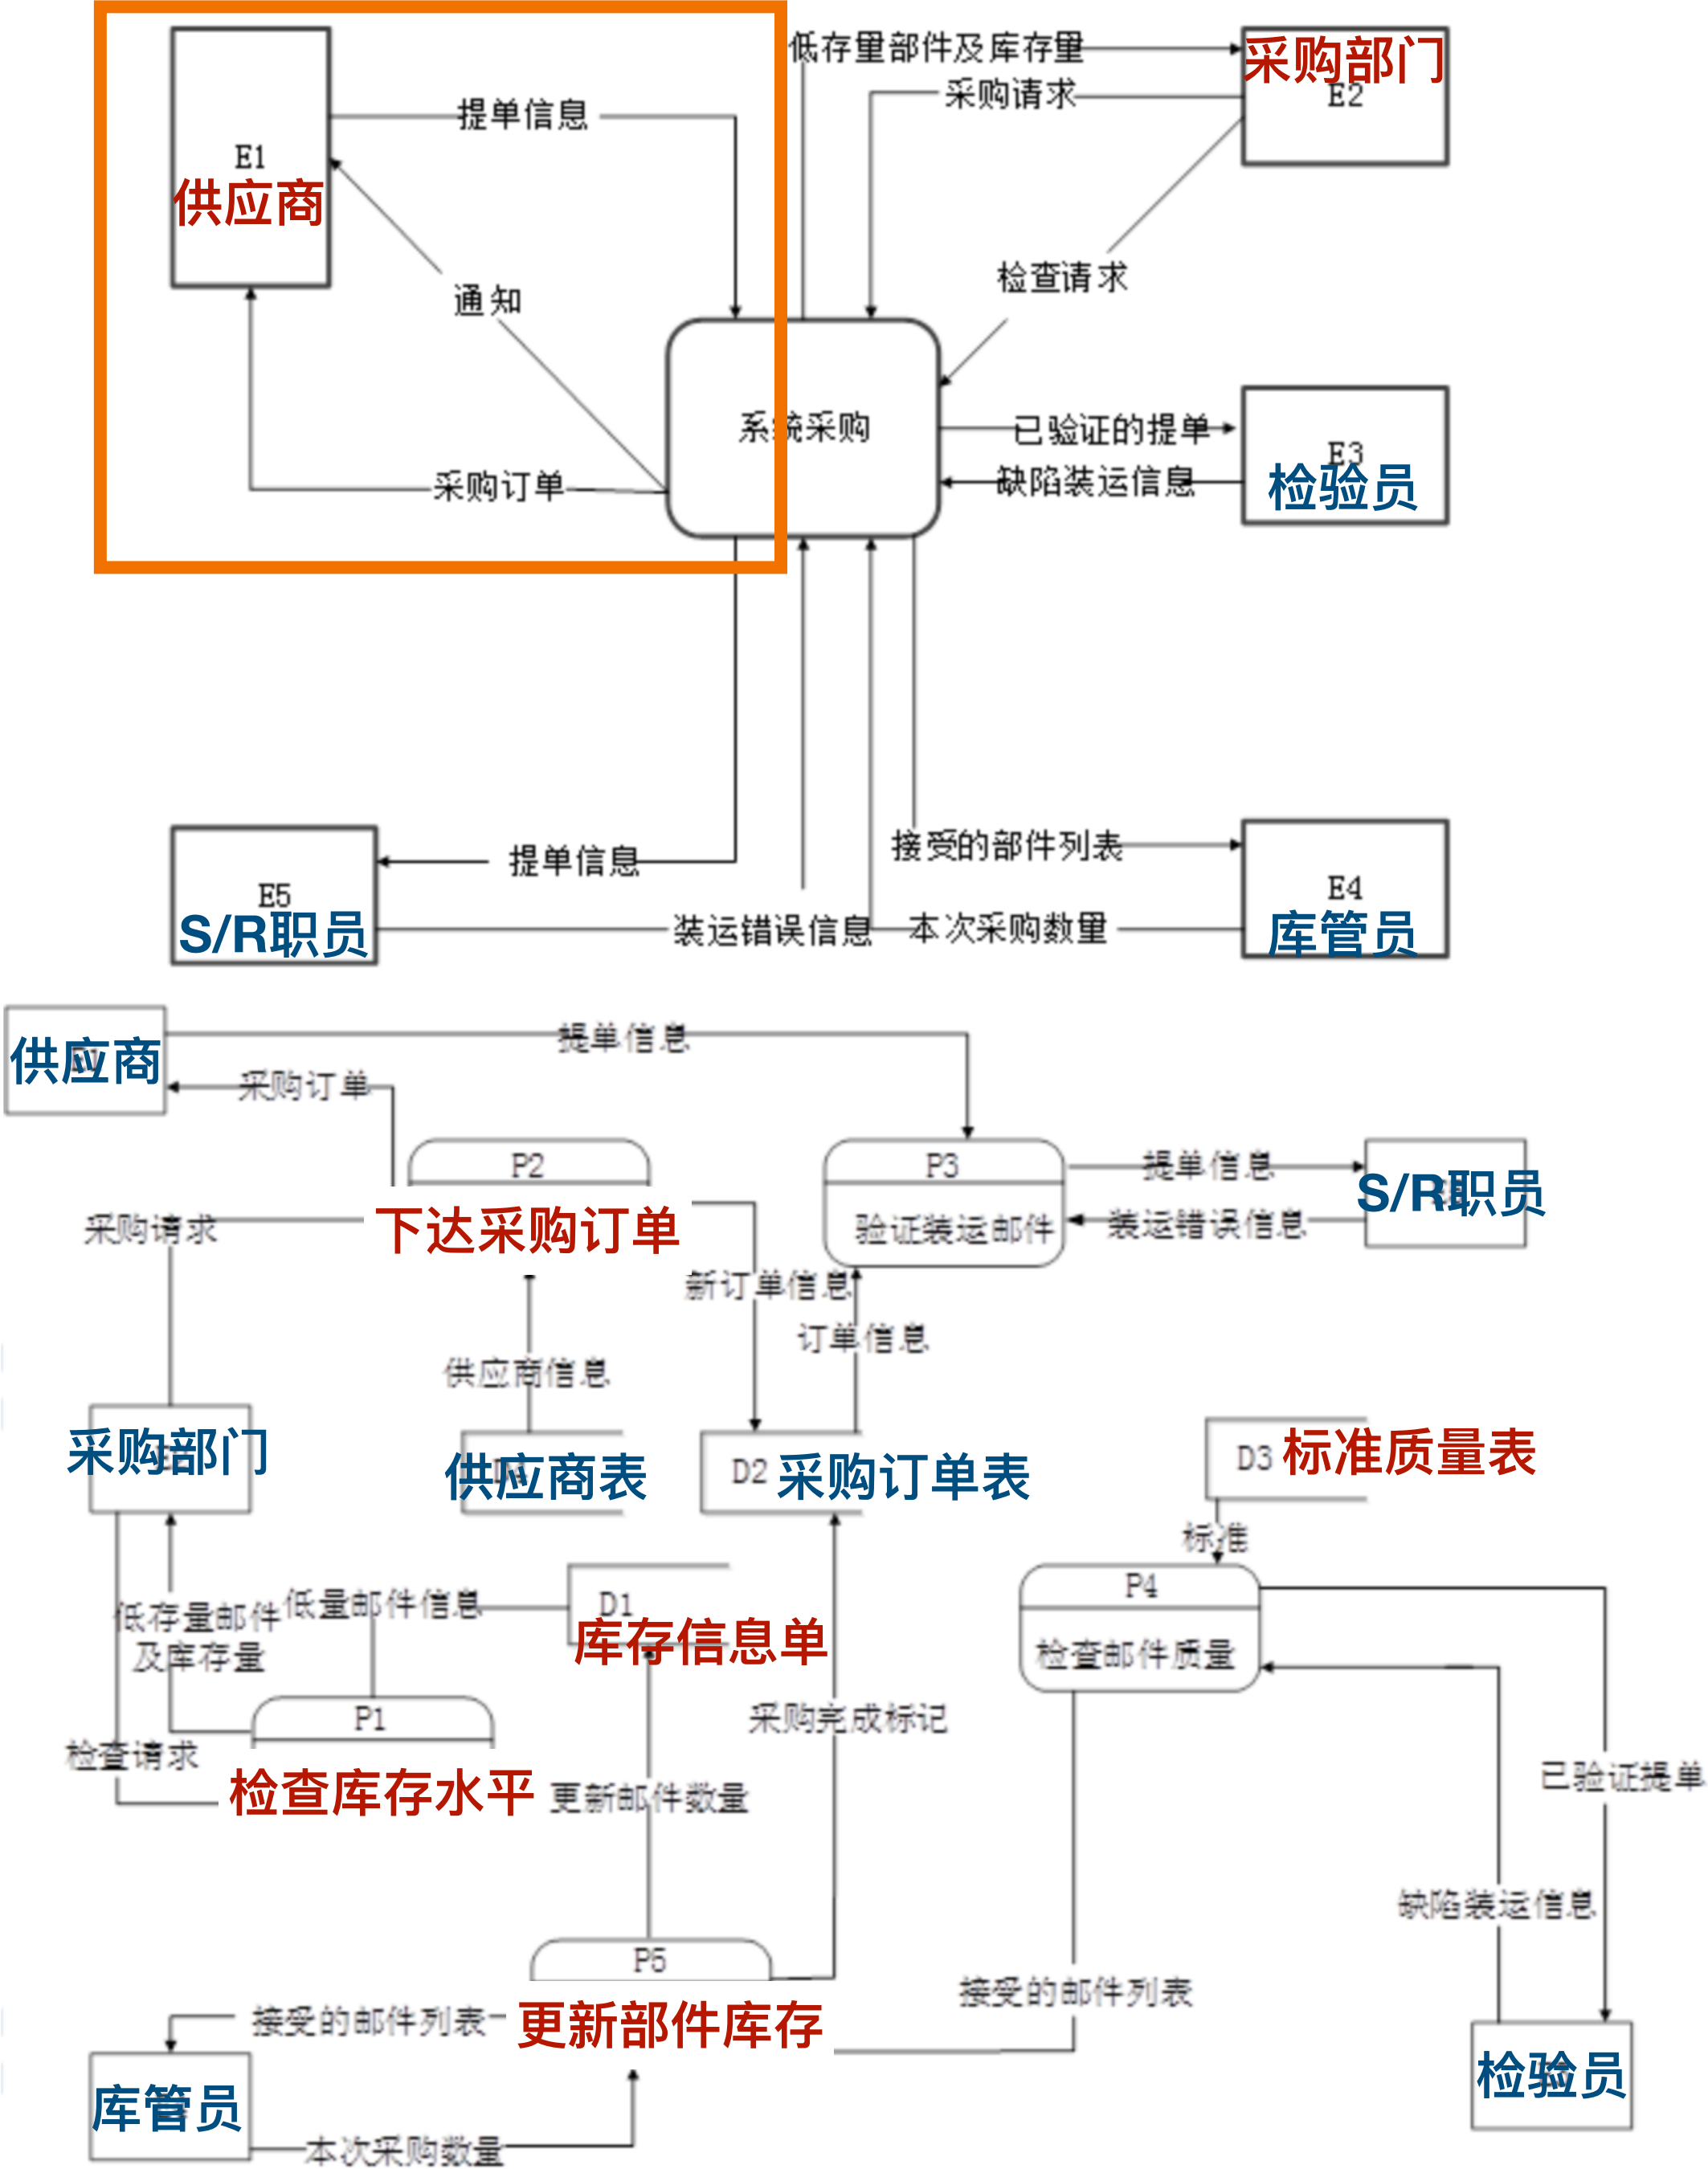 低存量部件及库存量
采购部门
E2
采购请求
提单信息
E1
供应商
检查请求
通知
系统采购
已验证的提单
E3
检验员
缺陷装运信息
采购订单
接受的部件列表
提单信息
E5
S/R职员
E4
库管员
装运错误信息
本次采购数量
供应商
提单信息
采购订单
P2
下达采购订单
P3
验证装运邮件
提单信息
S/R职员
装运错误信息
采购请求
新订单信息
订单信息
供应商信息
采购部门
供应商表
D2
采购订单表
D3
标准质量表
标准
低存量邮件
及库存量
低量邮件信息
D1
库存信息单
P4
检查邮件质量
P1
检查库存水平
检查请求
采购完成标记
更新邮件数量
已验证提单
缺陷装运信息
P5
更新部件库存
接受的邮件列表
接受的邮件列表
库管员
检验员
本次采购数量